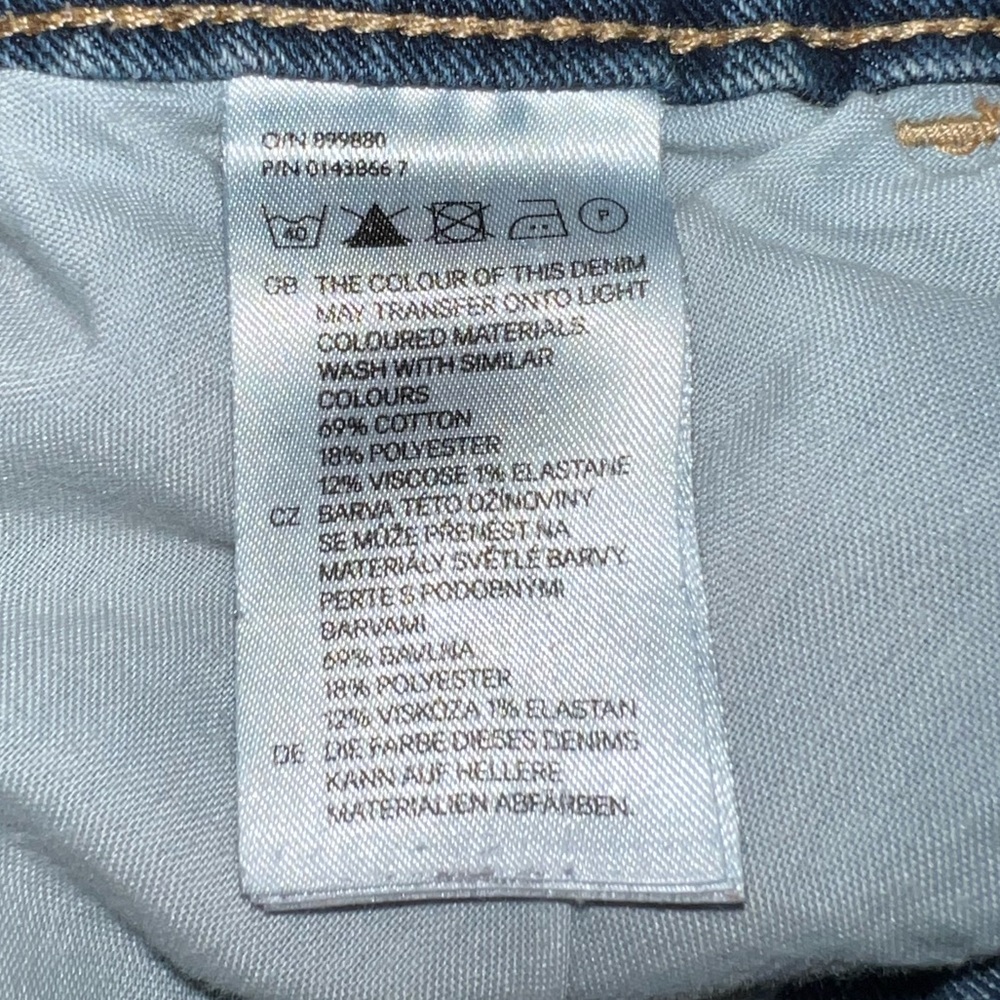 O/N 899880
P/N 0143866 7
40 P
GB THE COLOUR OF THIS DENIM
MAY TRANSFER ONTO LIGHT
COLOURED MATERIALS
WASH WITH SIMILAR
COLOURS
69% COTTON
18% POLYESTER
12% VISCOSE 1% ELASTANE
CZ BARVA TÉTO DŽÍNOVINY
SE MŮŽE PŘENÉST NA
MATERIÁLY SVĚTLÉ BARVY
PERTE S PODOBNÝMI
BARVAMI
69% BAVLNA
18% POLYESTER
12% VISKÓZA 1% ELASTAN
DE DIE FARBE DIESES DENIMS
KANN AUF HELLERE
MATERIALIEN ABFÄRBEN.